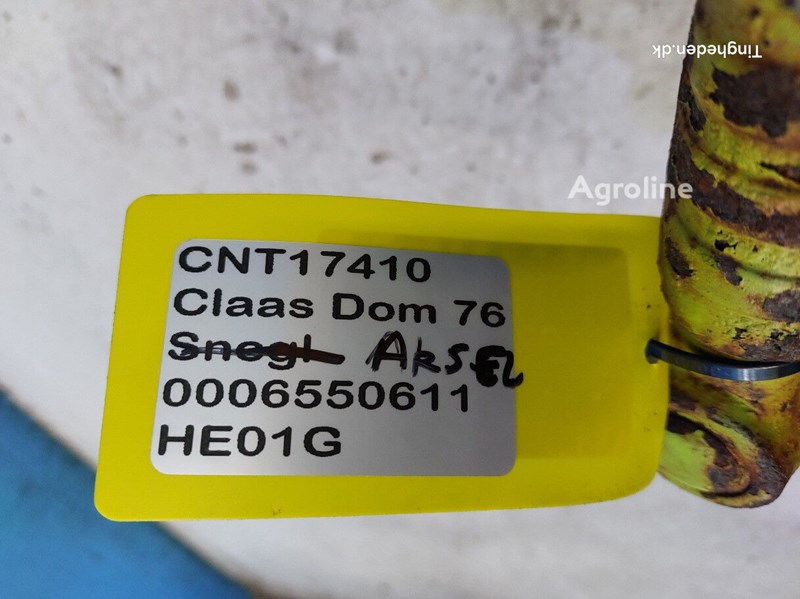 Tingheden.dk
Agroline
CNT17410
Claas Dom 76
Snegl AKSEL
0006550611
HE01G